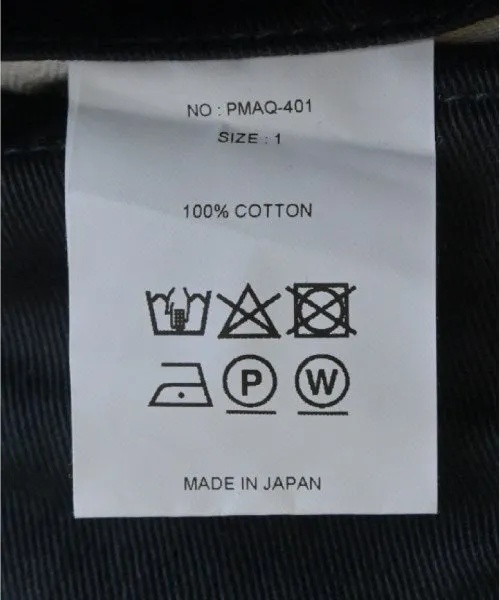 NO : PMAQ-401
SIZE : 1
100% COTTON
P W
MADE IN JAPAN